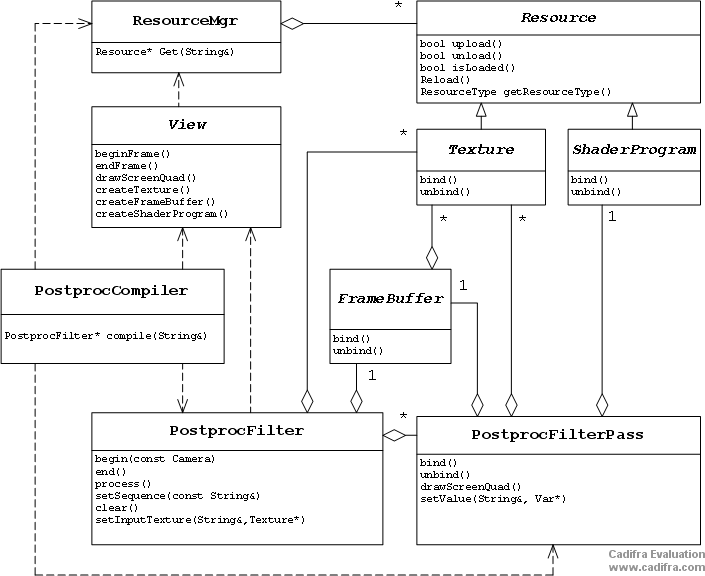 ResourceMgr
Resource* Get(String&)
*
Resource
bool upload()
bool unload()
bool isLoaded()
Reload()
ResourceType getResourceType()
View
beginFrame()
endFrame()
drawScreenQuad()
createTexture()
createFrameBuffer()
createShaderProgram()
*
Texture
bind()
unbind()
ShaderProgram
bind()
unbind()
*
*
1
PostprocCompiler
PostprocFilter* compile(String&)
FrameBuffer
bind()
unbind()
1
1
PostprocFilter
begin(const Camera)
end()
process()
setSequence(const String&)
clear()
setInputTexture(String&,Texture*)
*
PostprocFilterPass
bind()
unbind()
drawScreenQuad()
setValue(String&, Var*)
Cadifra Evaluation
www.cadifra.com